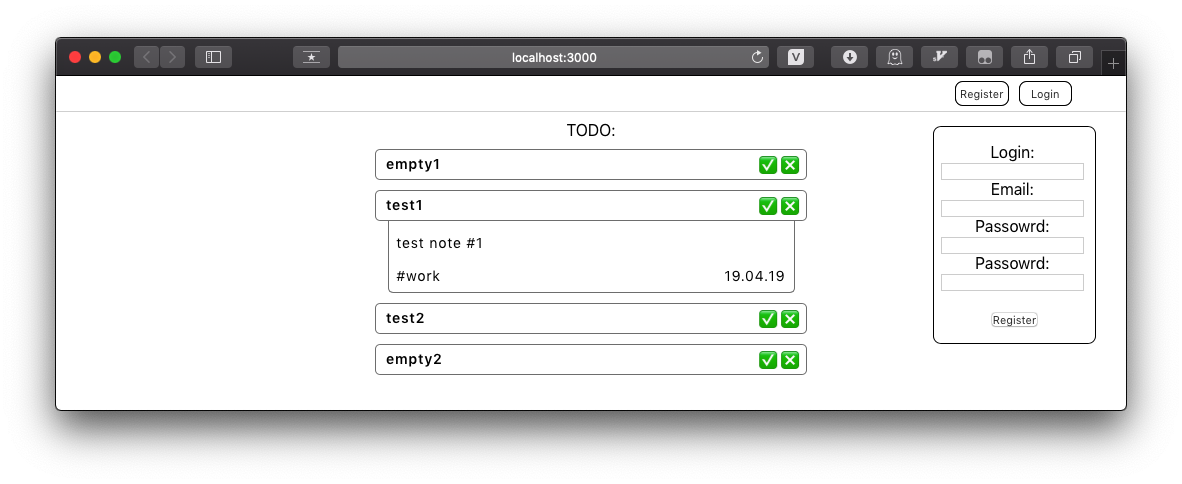 localhost:3000
Register Login
TODO:
empty1
test1
test note #1
#work 19.04.19
test2
empty2
Login:
Email:
Passowrd:
Passowrd:
Register